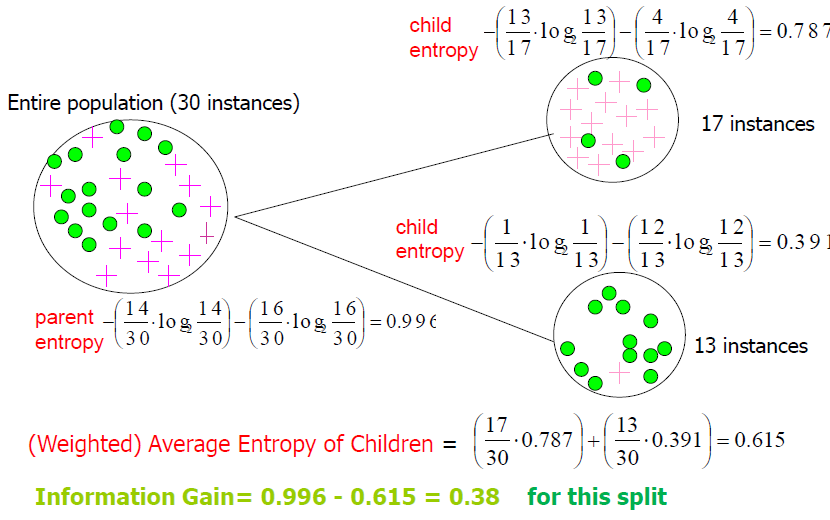 child entropy −(13/17·log₂ 13/17)−(4/17·log₂ 4/17)=0.787
Entire population (30 instances)
17 instances
child entropy −(1/13·log₂ 1/13)−(12/13·log₂ 12/13)=0.391
parent entropy −(14/30·log₂ 14/30)−(16/30·log₂ 16/30)=0.996
13 instances
(Weighted) Average Entropy of Children = (17/30·0.787)+(13/30·0.391)=0.615
Information Gain= 0.996 - 0.615 = 0.38 for this split